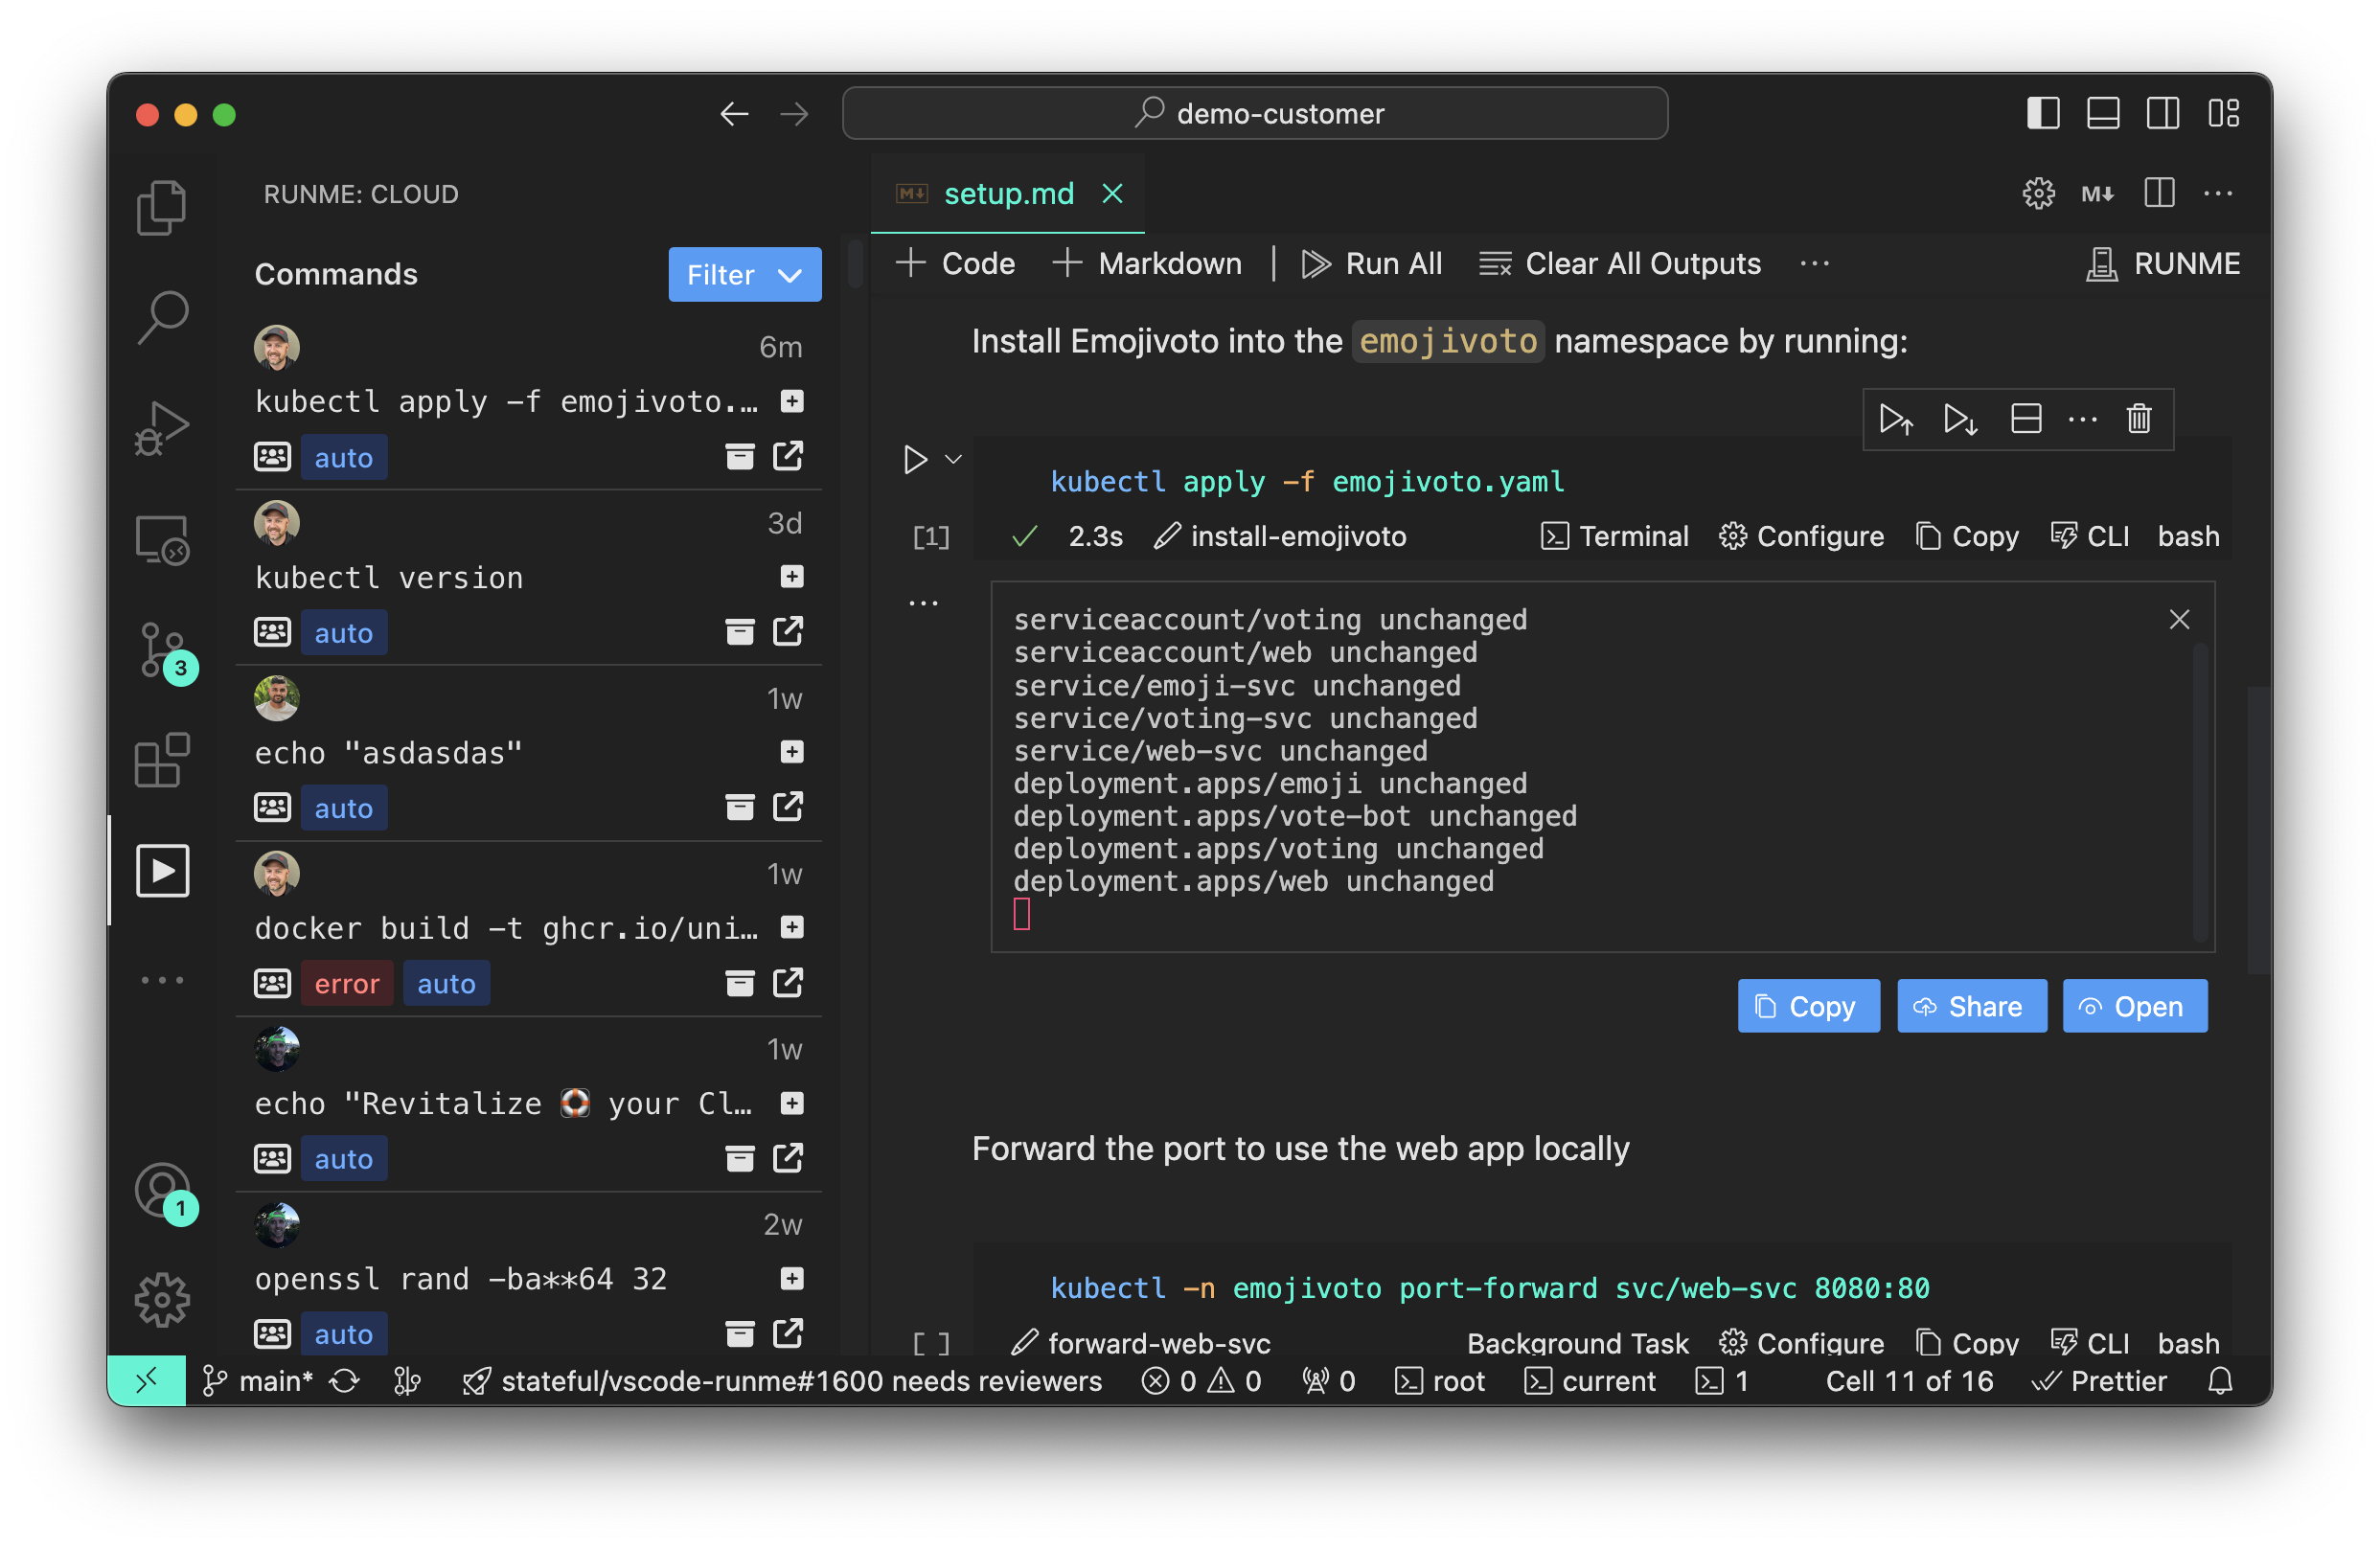 demo-customer
RUNME: CLOUD
Commands
Filter
6m
kubectl apply -f emojivoto.…
auto
3d
kubectl version
auto
1w
echo "asdasdas"
auto
1w
docker build -t ghcr.io/uni…
error auto
1w
echo "Revitalize 🛟 your Cl…
auto
2w
openssl rand -ba**64 32
auto
3
1
setup.md
M↓
Code Markdown Run All Clear All Outputs ··· RUNME
Install Emojivoto into the emojivoto namespace by running:
kubectl apply -f emojivoto.yaml
[1] 2.3s install-emojivoto Terminal Configure Copy CLI bash
serviceaccount/voting unchanged
serviceaccount/web unchanged
service/emoji-svc unchanged
service/voting-svc unchanged
service/web-svc unchanged
deployment.apps/emoji unchanged
deployment.apps/vote-bot unchanged
deployment.apps/voting unchanged
deployment.apps/web unchanged
Copy Share Open
Forward the port to use the web app locally
kubectl -n emojivoto port-forward svc/web-svc 8080:80
[ ] forward-web-svc Background Task Configure Copy CLI bash
main* stateful/vscode-runme#1600 needs reviewers 0 0 0 root current 1 Cell 11 of 16 Prettier